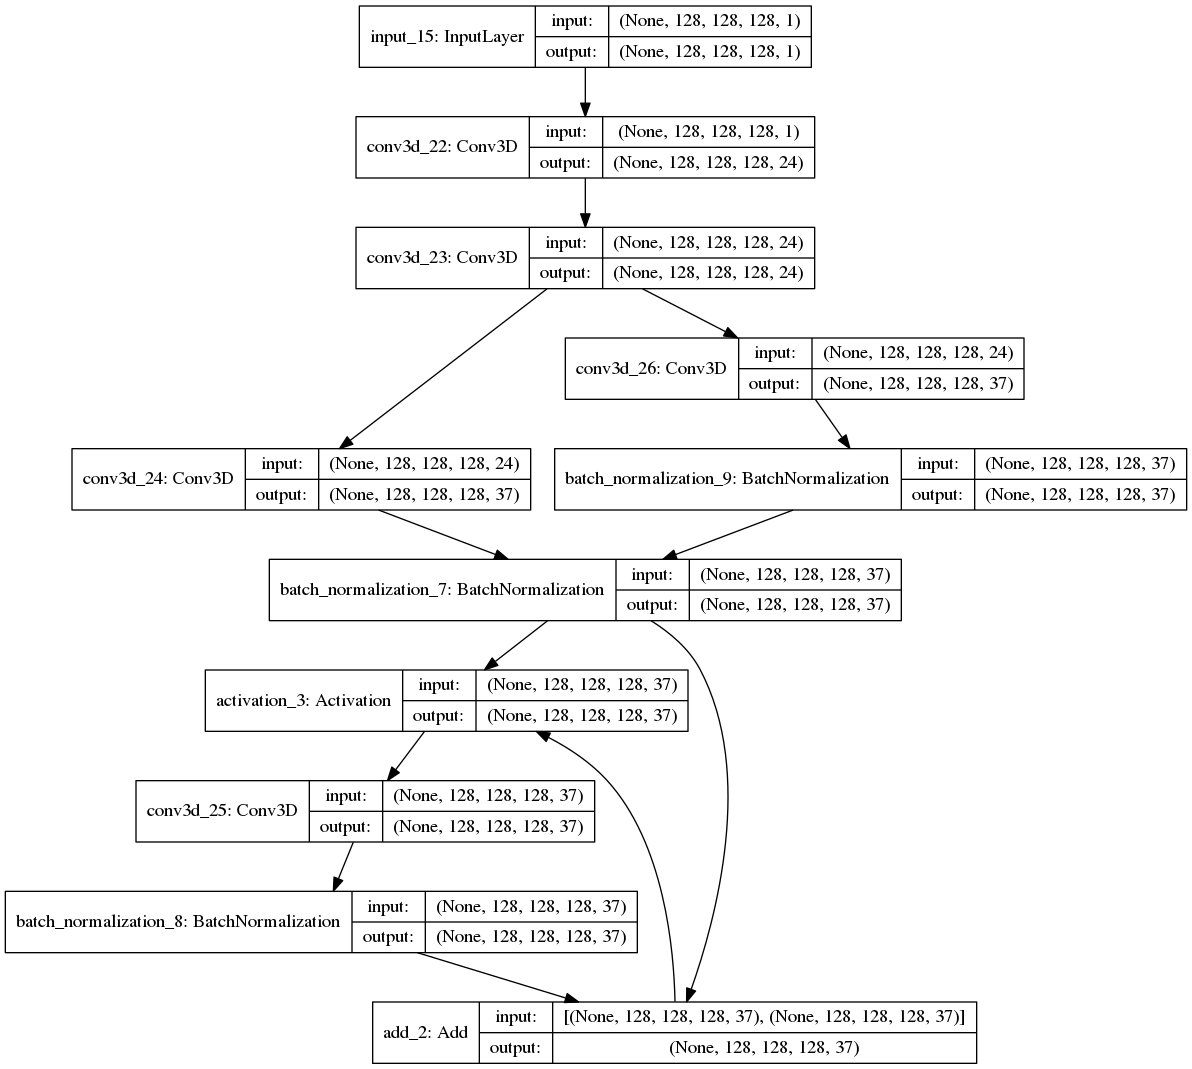 input_15: InputLayer
input: (None, 128, 128, 128, 1)
output: (None, 128, 128, 128, 1)
conv3d_22: Conv3D
input: (None, 128, 128, 128, 1)
output: (None, 128, 128, 128, 24)
conv3d_23: Conv3D
input: (None, 128, 128, 128, 24)
output: (None, 128, 128, 128, 24)
conv3d_26: Conv3D
input: (None, 128, 128, 128, 24)
output: (None, 128, 128, 128, 37)
conv3d_24: Conv3D
input: (None, 128, 128, 128, 24)
output: (None, 128, 128, 128, 37)
batch_normalization_9: BatchNormalization
input: (None, 128, 128, 128, 37)
output: (None, 128, 128, 128, 37)
batch_normalization_7: BatchNormalization
input: (None, 128, 128, 128, 37)
output: (None, 128, 128, 128, 37)
activation_3: Activation
input: (None, 128, 128, 128, 37)
output: (None, 128, 128, 128, 37)
conv3d_25: Conv3D
input: (None, 128, 128, 128, 37)
output: (None, 128, 128, 128, 37)
batch_normalization_8: BatchNormalization
input: (None, 128, 128, 128, 37)
output: (None, 128, 128, 128, 37)
add_2: Add
input: [(None, 128, 128, 128, 37), (None, 128, 128, 128, 37)]
output: (None, 128, 128, 128, 37)